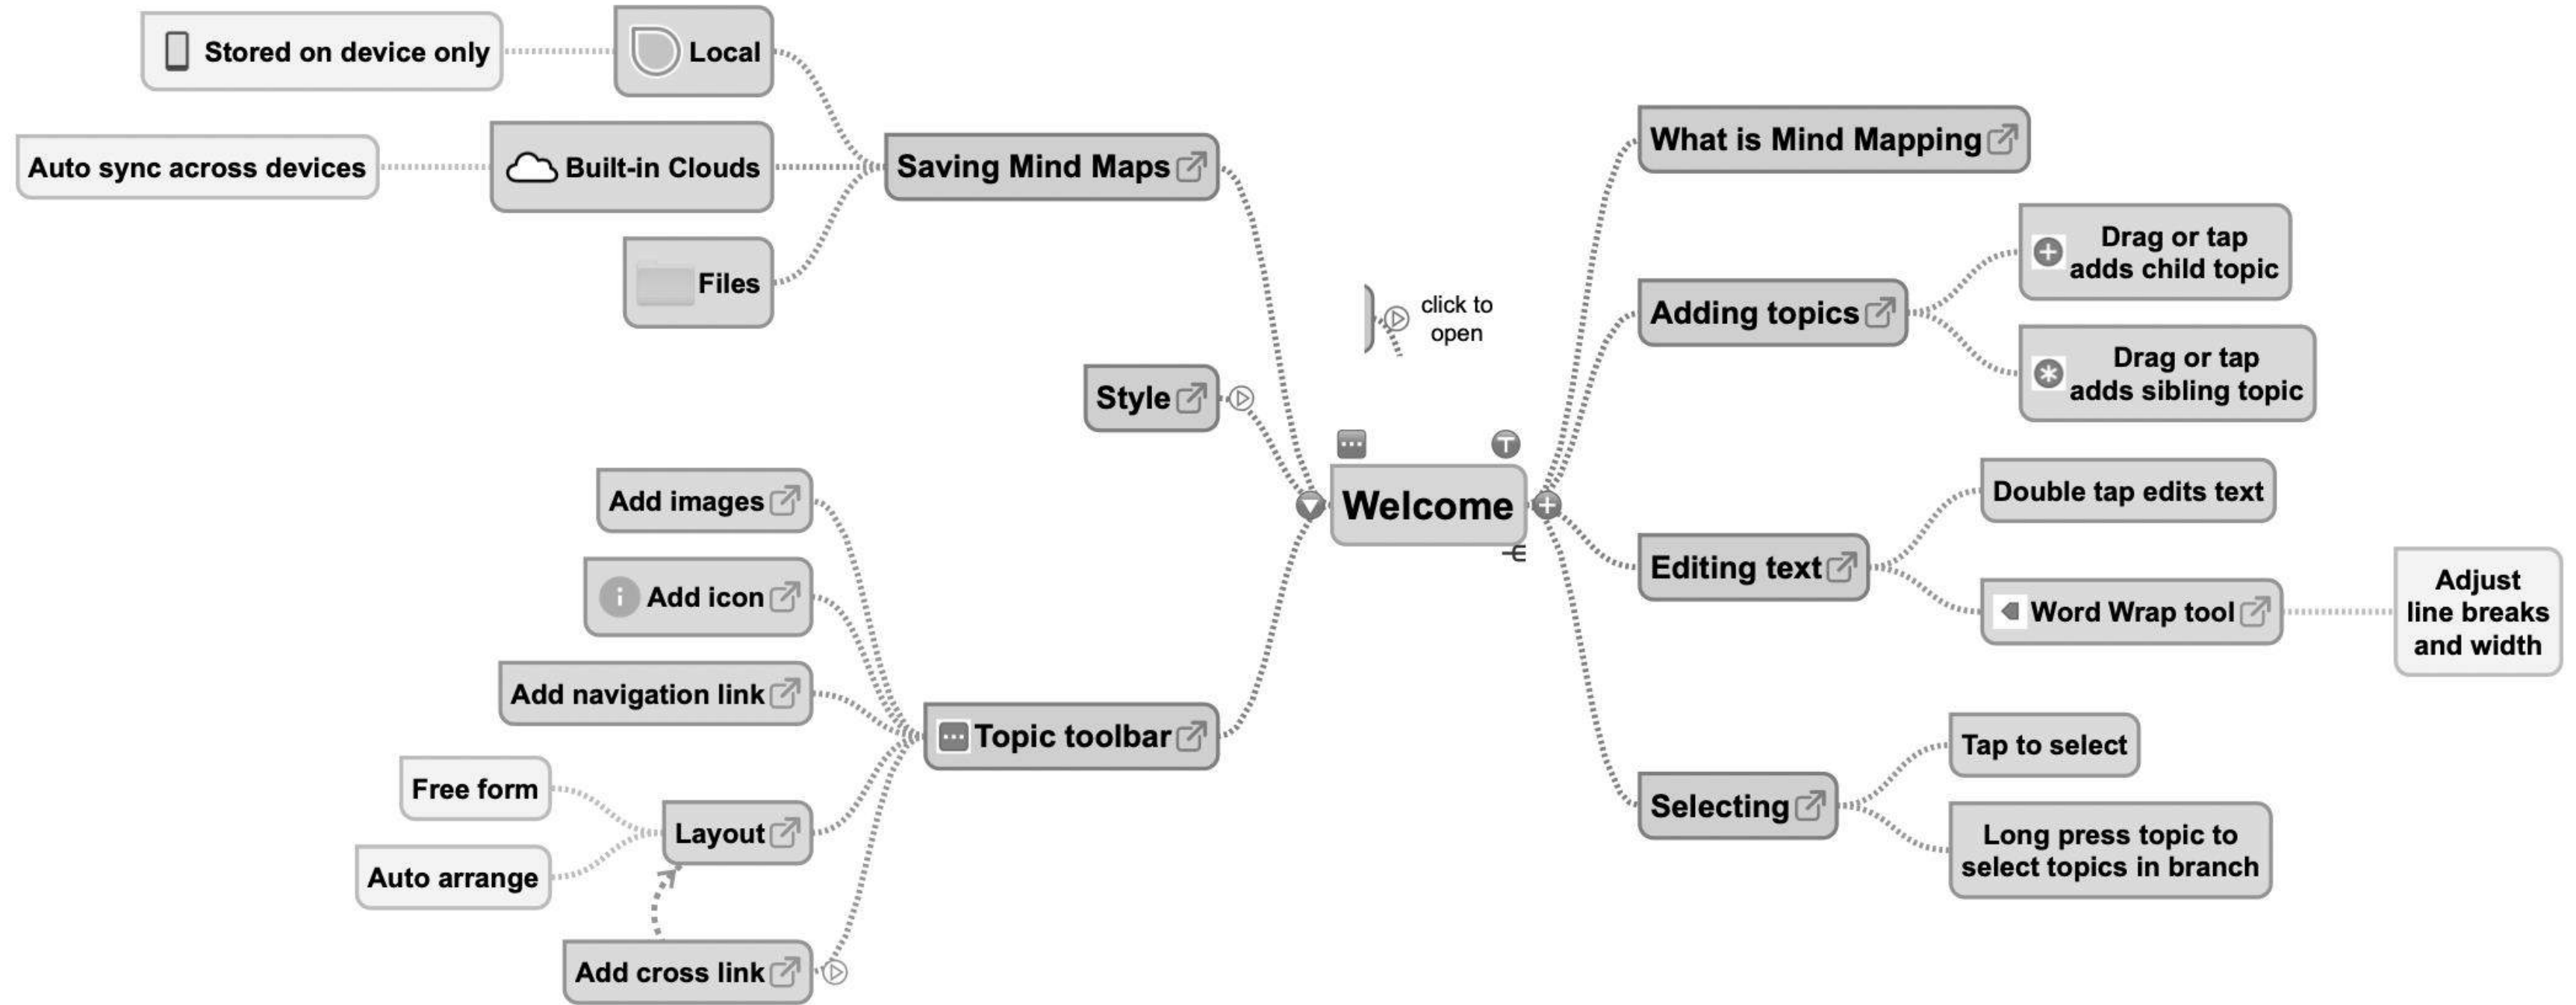 Stored on device only
Local
Auto sync across devices
Built-in Clouds
Files
Saving Mind Maps
Style
Add images
Add icon
Add navigation link
Free form
Auto arrange
Layout
Add cross link
Topic toolbar
click to
open
Welcome
What is Mind Mapping
Adding topics
Drag or tap
adds child topic
Drag or tap
adds sibling topic
Editing text
Double tap edits text
Word Wrap tool
Adjust
line breaks
and width
Selecting
Tap to select
Long press topic to
select topics in branch